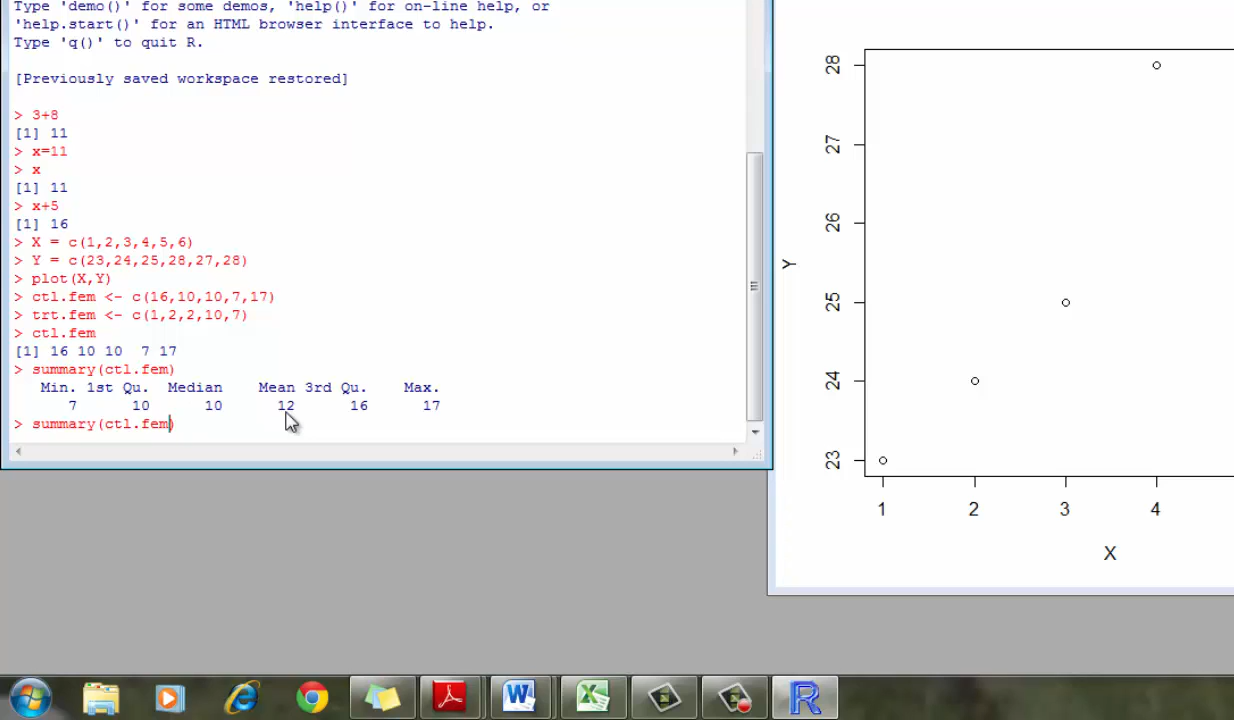 Type 'demo()' for some demos, 'help()' for on-line help, or
'help.start()' for an HTML browser interface to help.
Type 'q()' to quit R.
[Previously saved workspace restored]
> 3+8
[1] 11
> x=11
> x
[1] 11
> x+5
[1] 16
> X = c(1,2,3,4,5,6)
> Y = c(23,24,25,28,27,28)
> plot(X,Y)
> ctl.fem <- c(16,10,10,7,17)
> trt.fem <- c(1,2,2,10,7)
> ctl.fem
[1] 16 10 10  7 17
> summary(ctl.fem)
Min. 1st Qu.  Median    Mean 3rd Qu.    Max.
7      10      10      12      16      17
> summary(ctl.fem)
28
27
26
25
24
23
Y
1 2 3 4
X